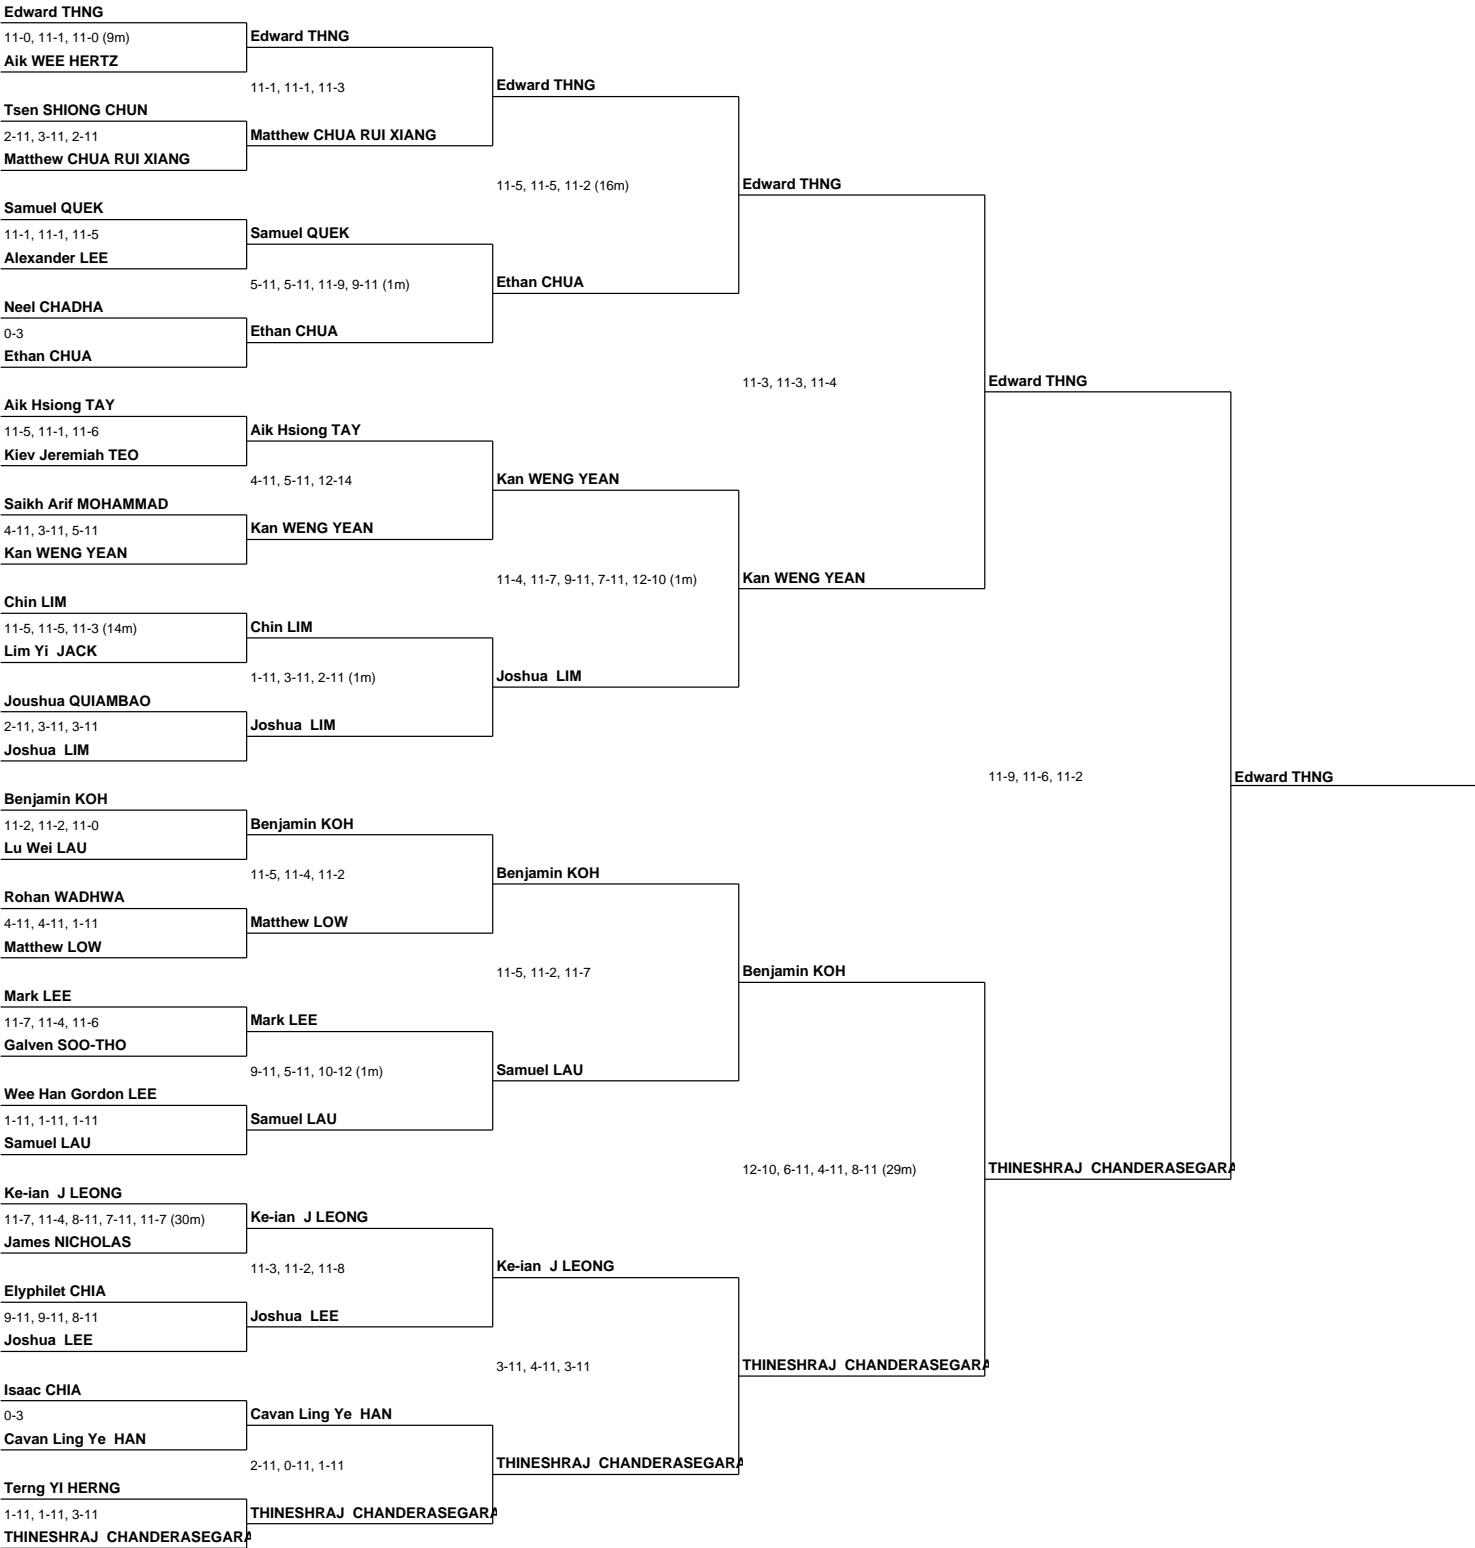 Edward THNG
11-0, 11-1, 11-0 (9m)
Aik WEE HERTZ
Tsen SHIONG CHUN
2-11, 3-11, 2-11
Matthew CHUA RUI XIANG
Samuel QUEK
11-1, 11-1, 11-5
Alexander LEE
Neel CHADHA
0-3
Ethan CHUA
Aik Hsiong TAY
11-5, 11-1, 11-6
Kiev Jeremiah TEO
Saikh Arif MOHAMMAD
4-11, 3-11, 5-11
Kan WENG YEAN
Chin LIM
11-5, 11-5, 11-3 (14m)
Lim Yi  JACK
Joushua QUIAMBAO
2-11, 3-11, 3-11
Joshua  LIM
Benjamin KOH
11-2, 11-2, 11-0
Lu Wei LAU
Rohan WADHWA
4-11, 4-11, 1-11
Matthew LOW
Mark LEE
11-7, 11-4, 11-6
Galven SOO-THO
Wee Han Gordon LEE
1-11, 1-11, 1-11
Samuel LAU
Ke-ian  J LEONG
11-7, 11-4, 8-11, 7-11, 11-7 (30m)
James NICHOLAS
Elyphilet CHIA
9-11, 9-11, 8-11
Joshua  LEE
Isaac CHIA
0-3
Cavan Ling Ye  HAN
Terng YI HERNG
1-11, 1-11, 3-11
THINESHRAJ  CHANDERASEGARA
Edward THNG
11-1, 11-1, 11-3
Matthew CHUA RUI XIANG
Samuel QUEK
5-11, 5-11, 11-9, 9-11 (1m)
Ethan CHUA
Aik Hsiong TAY
4-11, 5-11, 12-14
Kan WENG YEAN
Chin LIM
1-11, 3-11, 2-11 (1m)
Joshua  LIM
Benjamin KOH
11-5, 11-4, 11-2
Matthew LOW
Mark LEE
9-11, 5-11, 10-12 (1m)
Samuel LAU
Ke-ian  J LEONG
11-3, 11-2, 11-8
Joshua  LEE
Cavan Ling Ye  HAN
2-11, 0-11, 1-11
THINESHRAJ  CHANDERASEGARA
Edward THNG
11-5, 11-5, 11-2 (16m)
Ethan CHUA
Kan WENG YEAN
11-4, 11-7, 9-11, 7-11, 12-10 (1m)
Joshua  LIM
Benjamin KOH
11-5, 11-2, 11-7
Samuel LAU
Ke-ian  J LEONG
3-11, 4-11, 3-11
THINESHRAJ  CHANDERASEGARA
Edward THNG
11-3, 11-3, 11-4
Kan WENG YEAN
Benjamin KOH
12-10, 6-11, 4-11, 8-11 (29m)
THINESHRAJ  CHANDERASEGARA
Edward THNG
11-9, 11-6, 11-2
THINESHRAJ  CHANDERASEGARA
Edward THNG